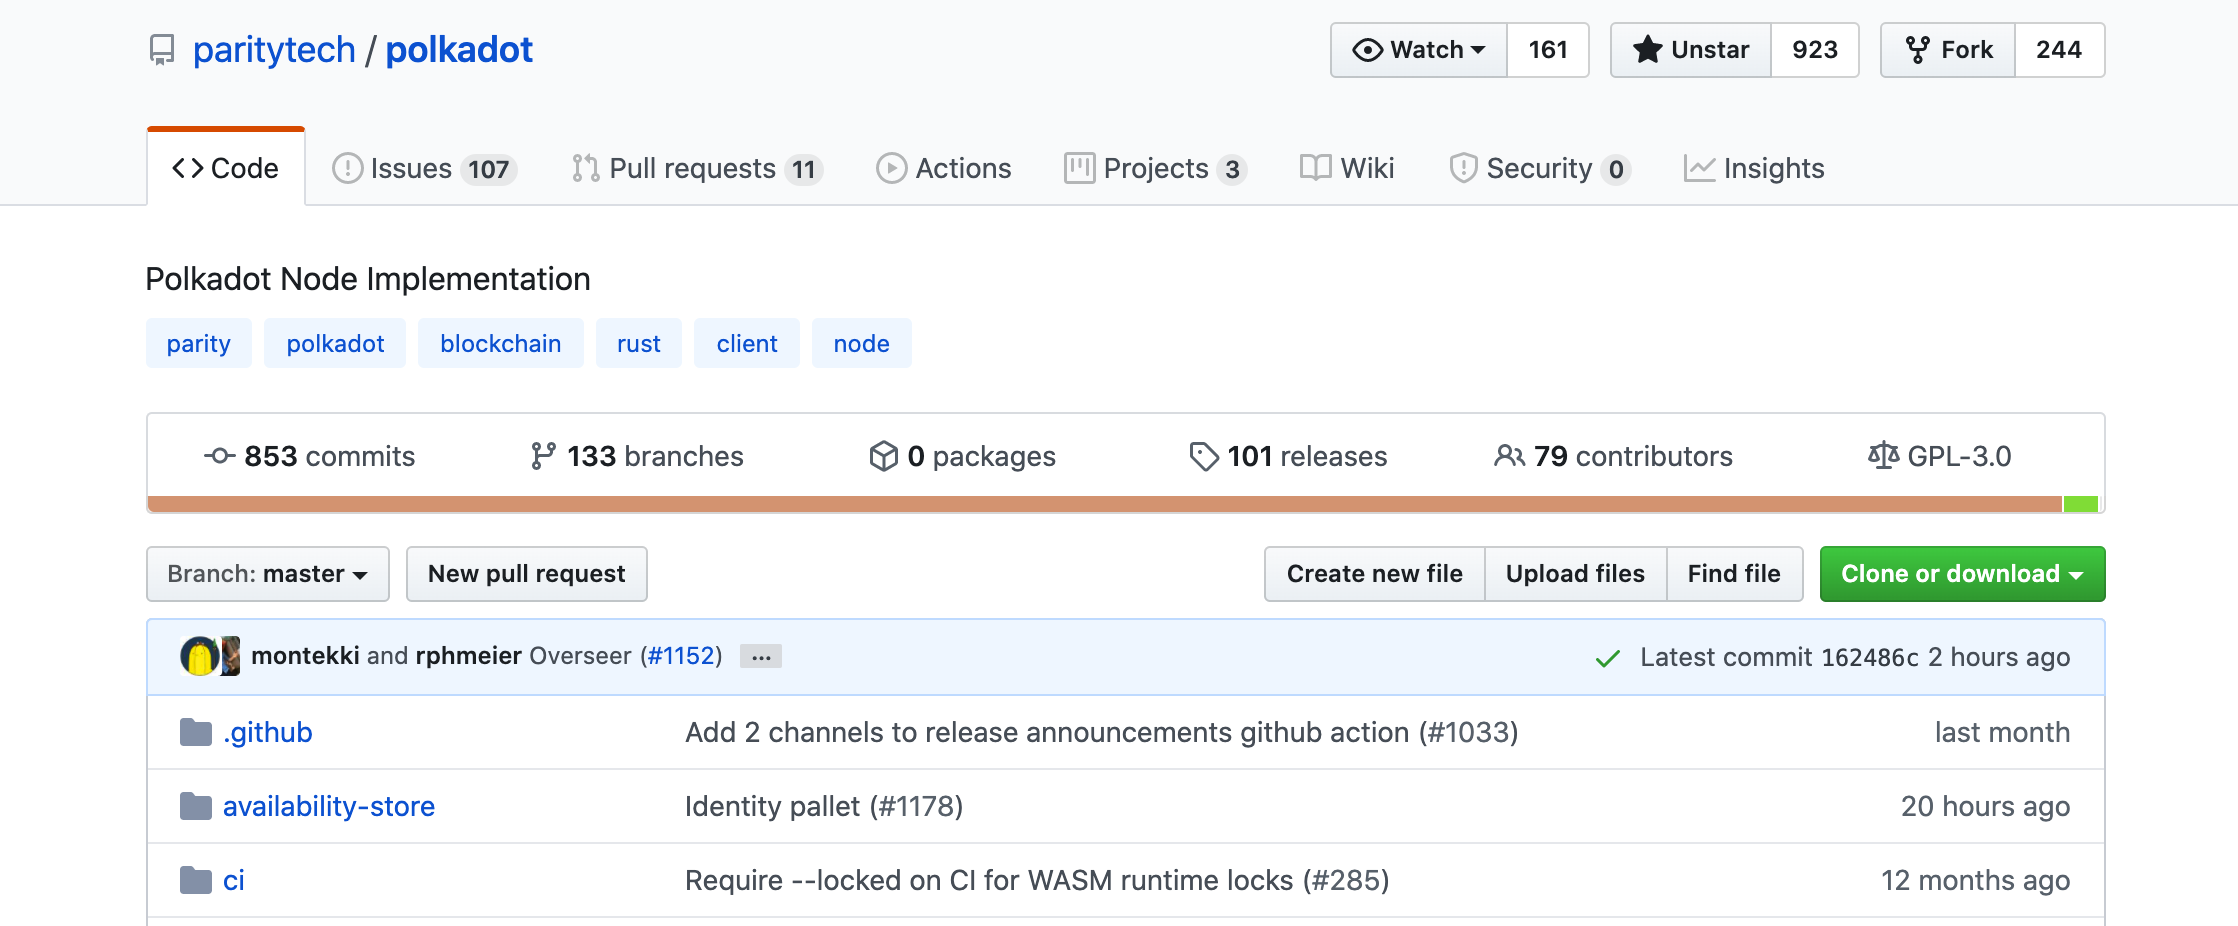 paritytech / polkadot Watch 161 Unstar 923 Fork 244
Code Issues 107 Pull requests 11 Actions Projects 3 Wiki Security 0 Insights
Polkadot Node Implementation
parity polkadot blockchain rust client node
853 commits 133 branches 0 packages 101 releases 79 contributors GPL-3.0
Branch: master New pull request Create new file Upload files Find file Clone or download
montekki and rphmeier Overseer (#1152) ... Latest commit 162486c 2 hours ago
.github Add 2 channels to release announcements github action (#1033) last month
availability-store Identity pallet (#1178) 20 hours ago
ci Require --locked on CI for WASM runtime locks (#285) 12 months ago